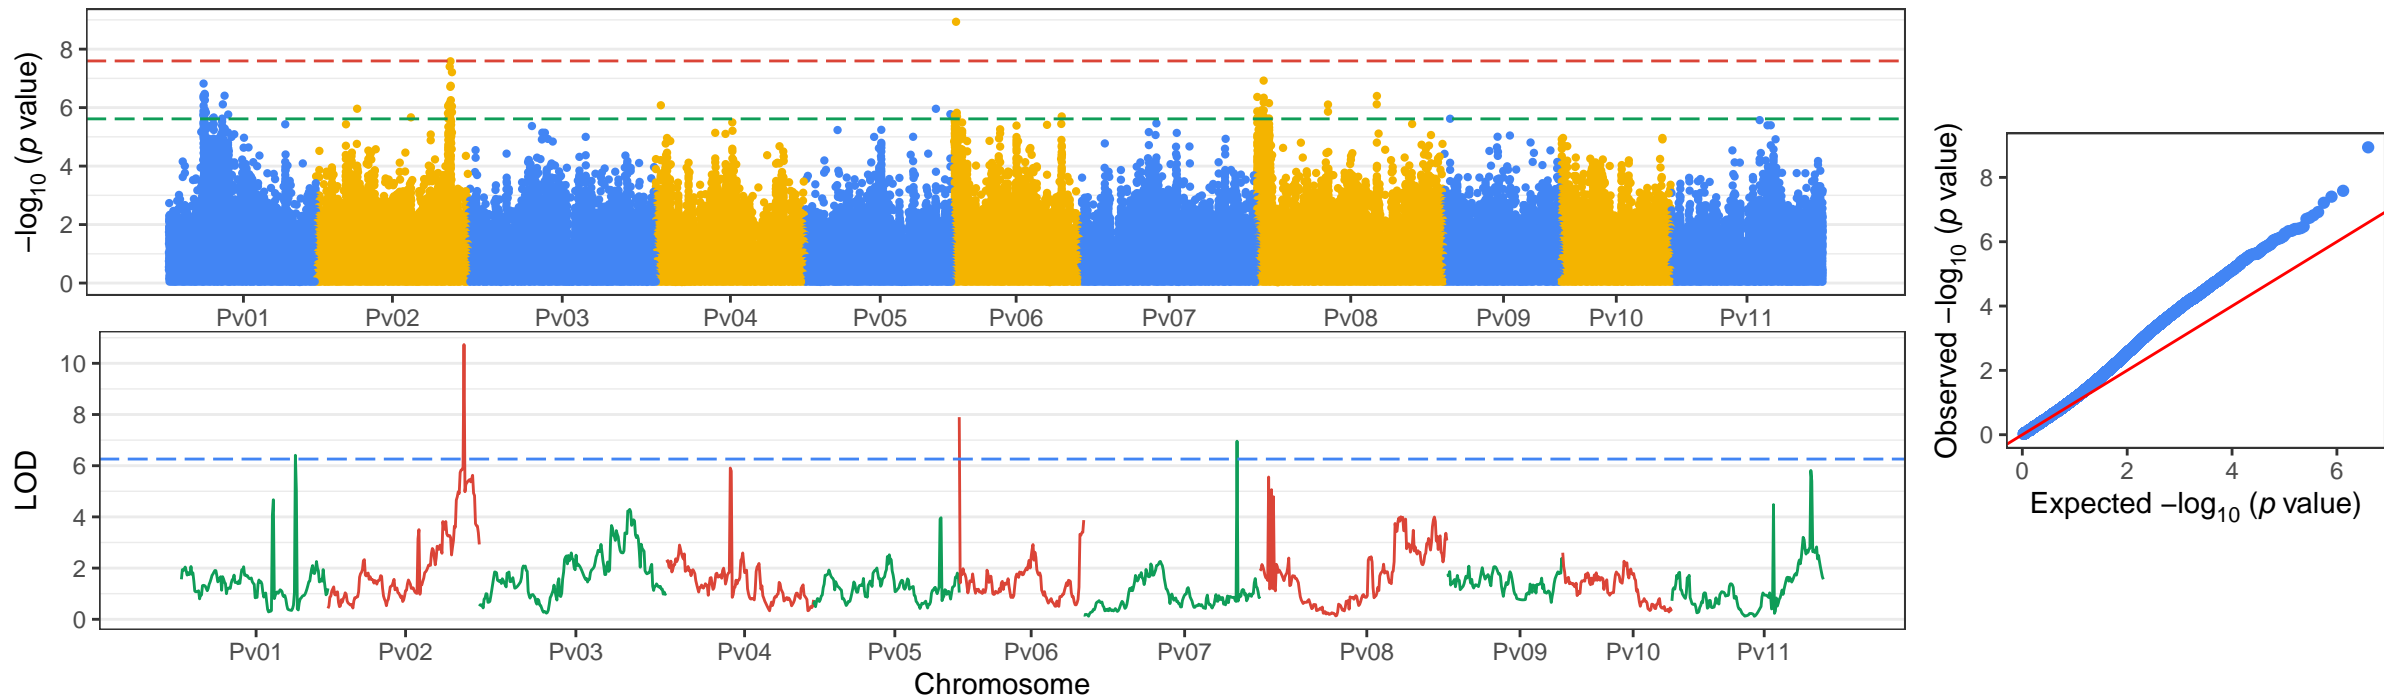 −log10 (p value)
8
6
4
2
0
Pv01 Pv02 Pv03 Pv04 Pv05 Pv06 Pv07 Pv08 Pv09 Pv10 Pv11
LOD
10
8
6
4
2
0
Pv01 Pv02 Pv03 Pv04 Pv05 Pv06 Pv07 Pv08 Pv09 Pv10 Pv11
Chromosome
Observed −log10 (p value)
8
6
4
2
0
0 2 4 6
Expected −log10 (p value)